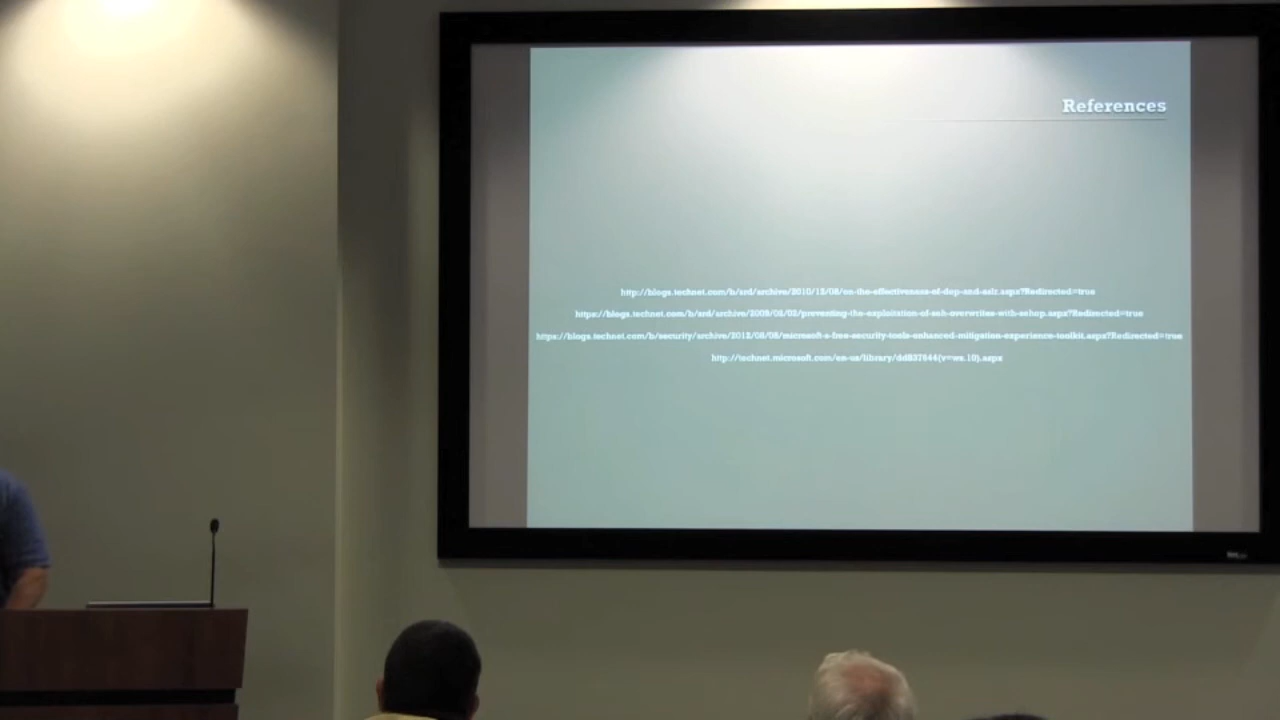 References
http://blogs.technet.com/b/srd/archive/2010/12/08/on-the-effectiveness-of-dep-and-aslr.aspx?Redirected=true
https://blogs.technet.com/b/srd/archive/2009/02/02/preventing-the-exploitation-of-seh-overwrites-with-sehop.aspx?Redirected=true
https://blogs.technet.com/b/security/archive/2012/08/08/microsoft-s-free-security-tools-enhanced-mitigation-experience-toolkit.aspx?Redirected=true
http://technet.microsoft.com/en-us/library/dd837644(v=ws.10).aspx